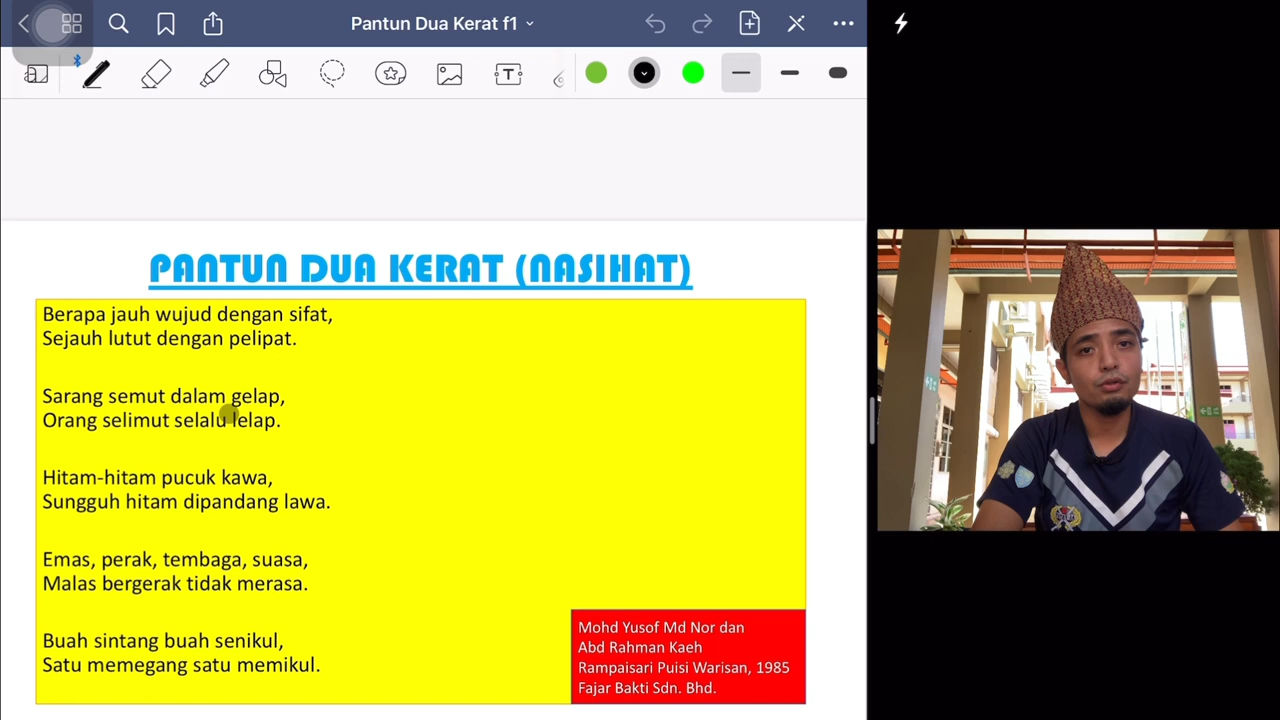 Pantun Dua Kerat f1
T
PANTUN DUA KERAT (NASIHAT)
Berapa jauh wujud dengan sifat,
Sejauh lutut dengan pelipat.
Sarang semut dalam gelap,
Orang selimut selalu lelap.
Hitam-hitam pucuk kawa,
Sungguh hitam dipandang lawa.
Emas, perak, tembaga, suasa,
Malas bergerak tidak merasa.
Buah sintang buah senikul,
Satu memegang satu memikul.
Mohd Yusof Md Nor dan
Abd Rahman Kaeh
Rampaisari Puisi Warisan, 1985
Fajar Bakti Sdn. Bhd.